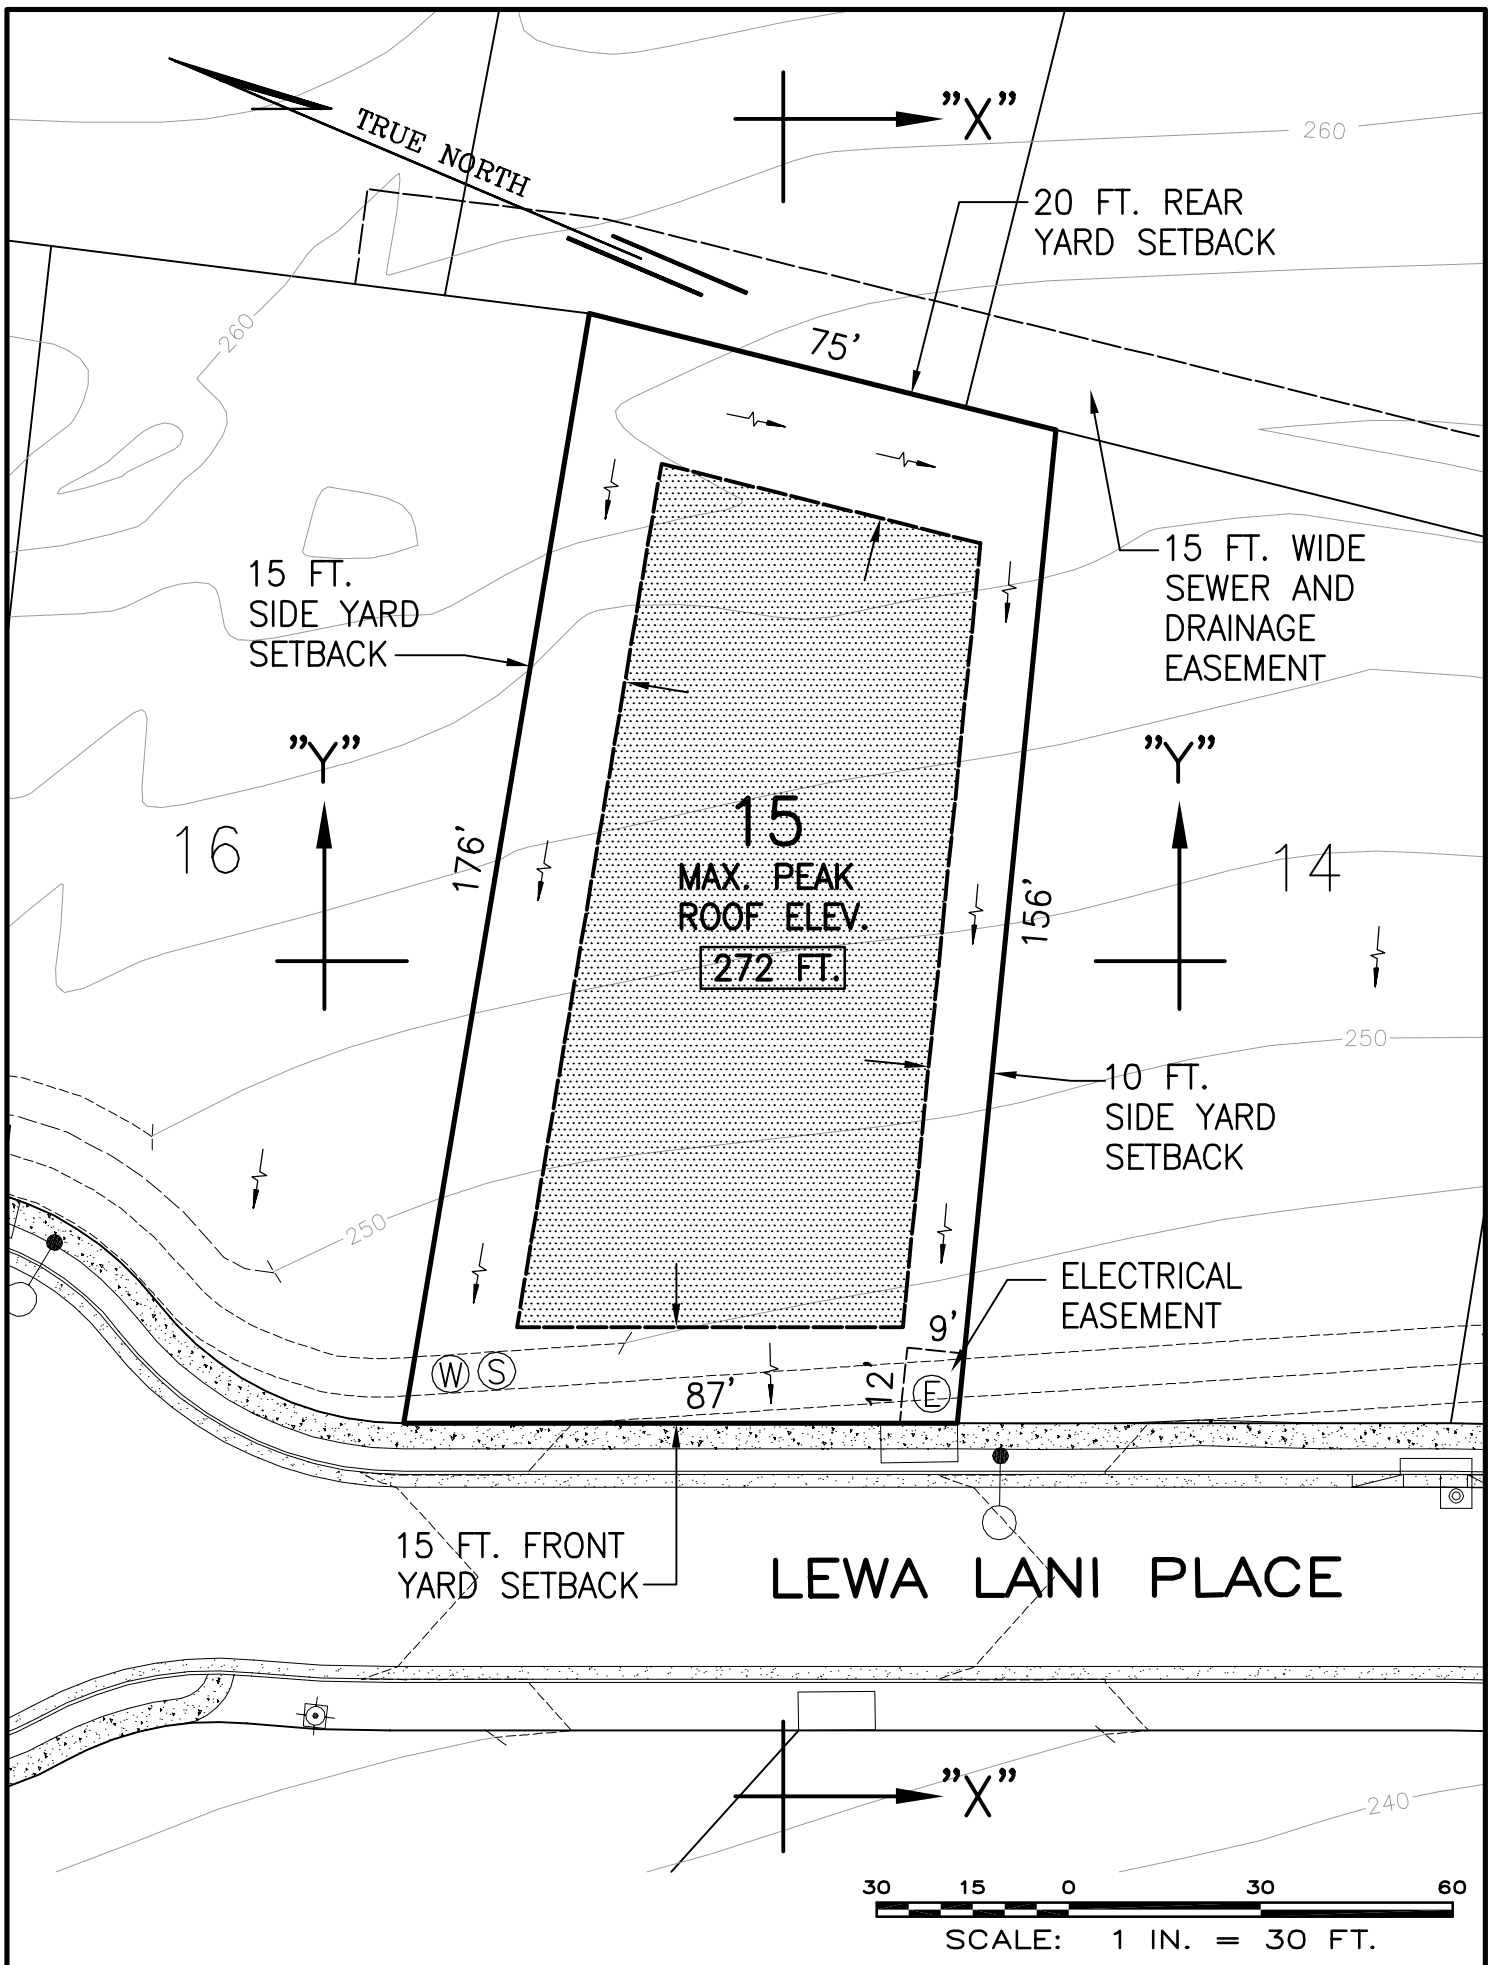 TRUE NORTH
"X"
260
20 FT. REAR
YARD SETBACK
260
75'
15 FT. WIDE
SEWER AND
DRAINAGE
EASEMENT
15 FT.
SIDE YARD
SETBACK
"Y"
"Y"
16
176'
15
MAX. PEAK
ROOF ELEV.
272 FT.
156'
14
250
10 FT.
SIDE YARD
SETBACK
250
ELECTRICAL
EASEMENT
9'
12'
W
S
87'
E
15 FT. FRONT
YARD SETBACK
LEWA LANI PLACE
"X"
240
30 15 0 30 60
SCALE: 1 IN. = 30 FT.